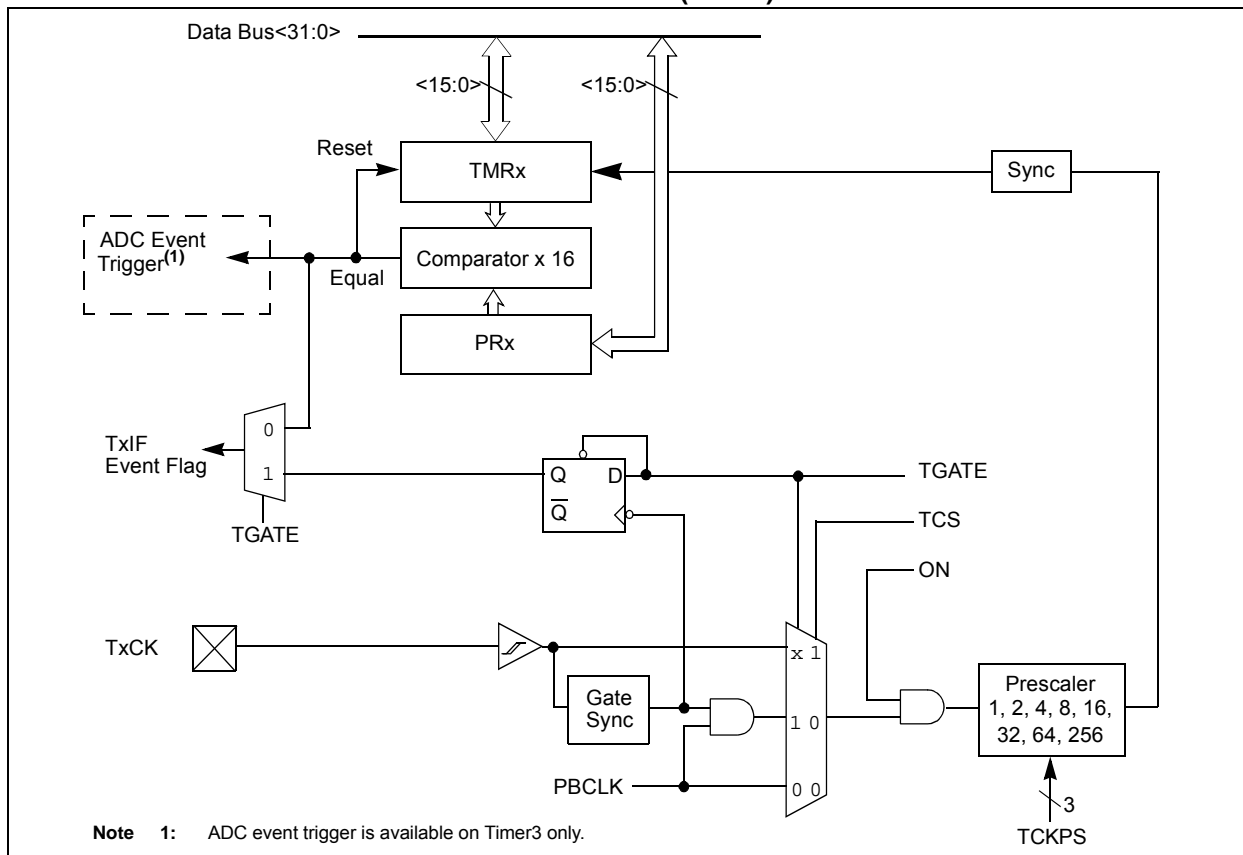 Data Bus<31:0>
<15:0>
<15:0>
Reset
TMRx
Sync
ADC Event
Trigger(1)
Equal
Comparator x 16
PRx
0
1
TxIF
Event Flag
TGATE
Q
D
Q
TGATE
TCS
ON
TxCK
x 1
1 0
0 0
Gate
Sync
PBCLK
Prescaler
1, 2, 4, 8, 16,
32, 64, 256
3
TCKPS
Note 1: ADC event trigger is available on Timer3 only.